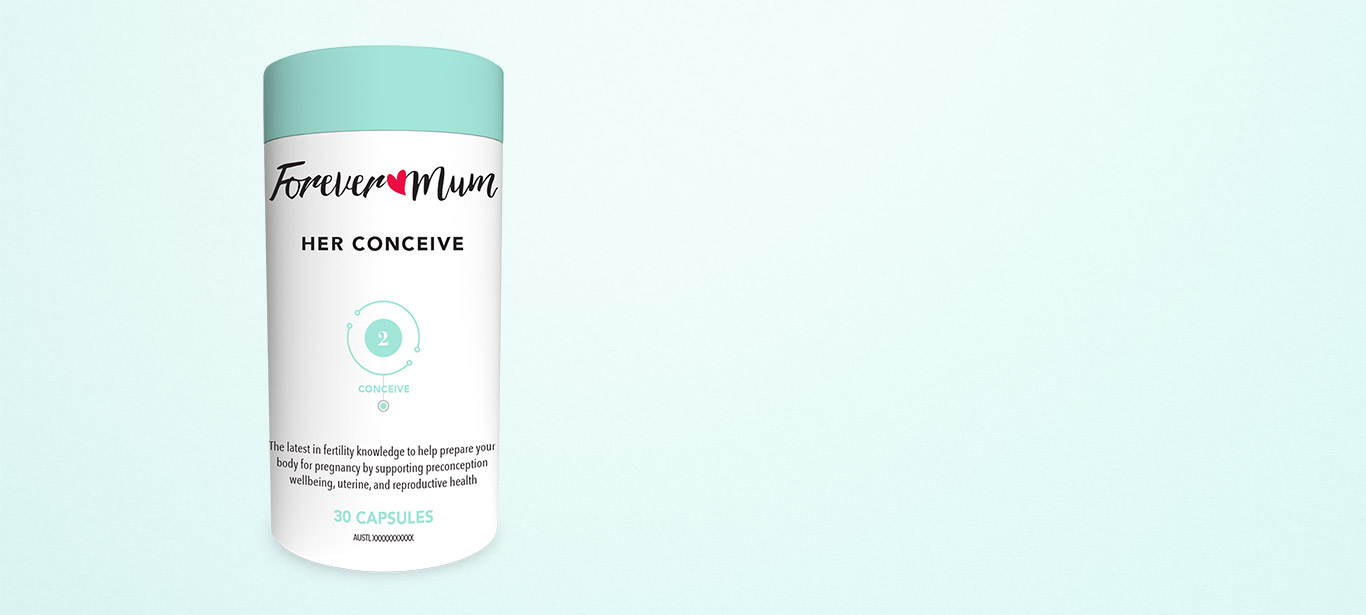 Forever Mum
HER CONCEIVE
2
CONCEIVE
The latest in fertility knowledge to help prepare your
body for pregnancy by supporting preconception
wellbeing, uterine, and reproductive health
30 CAPSULES
AUSTL XXXXXXXXXXX